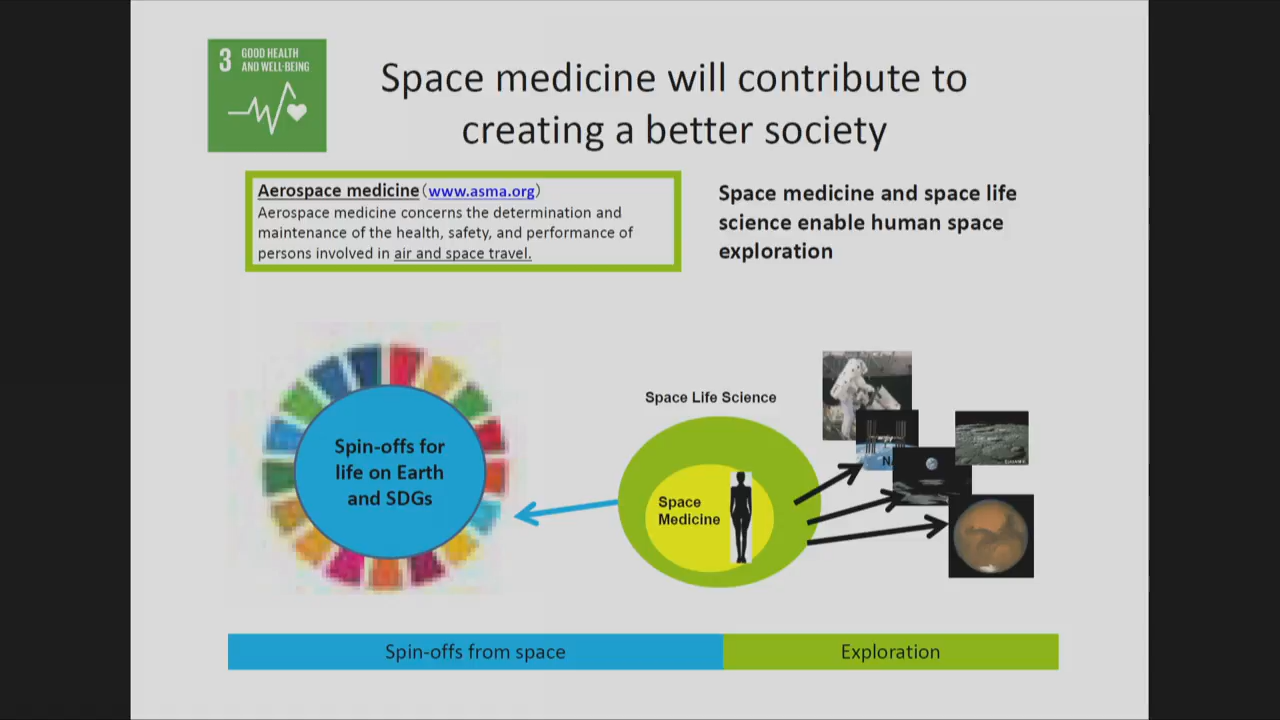 3 GOOD HEALTH
AND WELL-BEING
Space medicine will contribute to
creating a better society
Aerospace medicine(www.asma.org)
Aerospace medicine concerns the determination and
maintenance of the health, safety, and performance of
persons involved in air and space travel.
Space medicine and space life
science enable human space
exploration
Spin-offs for
life on Earth
and SDGs
Space Life Science
Space
Medicine
Spin-offs from space
Exploration